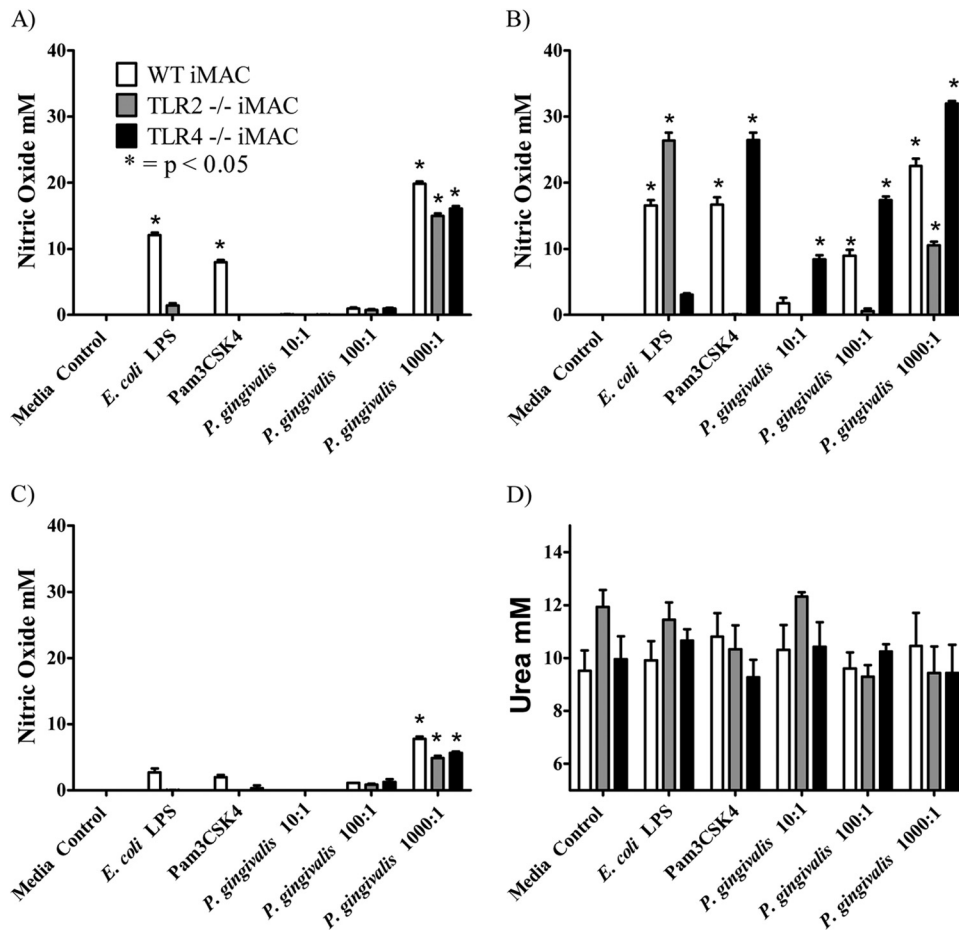 A)
40
30
20
10
0
Nitric Oxide mM
WT iMAC
TLR2 -/- iMAC
TLR4 -/- iMAC
* = p < 0.05
* * * * *
Media Control
E. coli LPS
Pam3CSK4
P. gingivalis 10:1
P. gingivalis 100:1
P. gingivalis 1000:1
B)
40
30
20
10
0
Nitric Oxide mM
* * * * * * * * * *
Media Control
E. coli LPS
Pam3CSK4
P. gingivalis 10:1
P. gingivalis 100:1
P. gingivalis 1000:1
C)
40
30
20
10
0
Nitric Oxide mM
* * *
Media Control
E. coli LPS
Pam3CSK4
P. gingivalis 10:1
P. gingivalis 100:1
P. gingivalis 1000:1
D)
14
12
10
8
6
Urea mM
Media Control
E. coli LPS
Pam3CSK4
P. gingivalis 10:1
P. gingivalis 100:1
P. gingivalis 1000:1